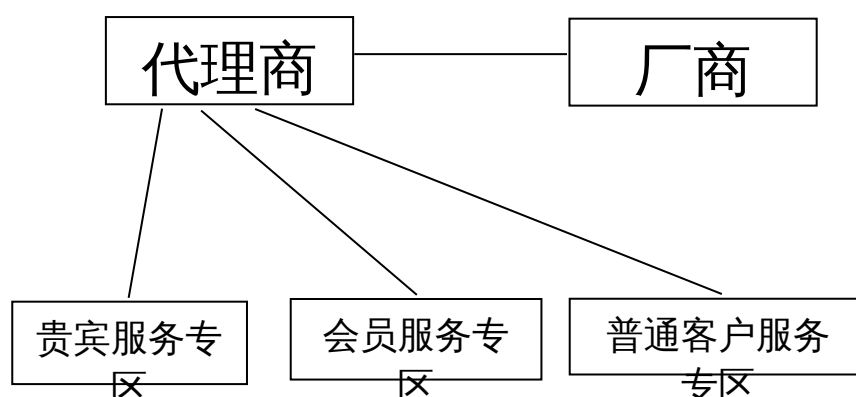 代理商
厂商
贵宾服务专
区
会员服务专
区
普通客户服务
专区